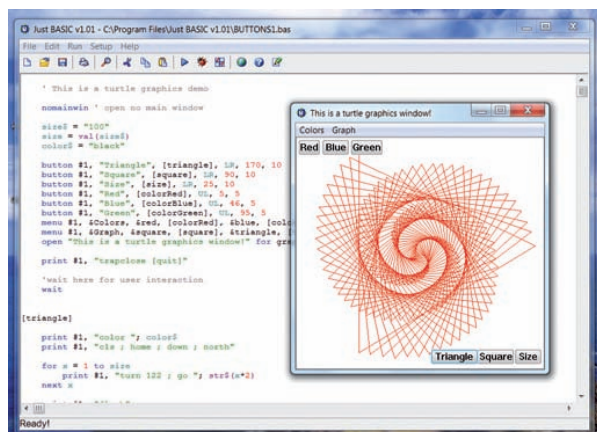 Just BASIC v1.01 - C:\Program Files\Just BASIC v1.01\BUTTONS1.bas
File Edit Run Setup Help
' This is a turtle graphics demo
nomainwin ' open no main window
size$ = "100"
size = val(size$)
color$ = "black"
button #1, "Triangle", [triangle], LR, 170, 10
button #1, "Square", [square], LR, 90, 10
button #1, "Size", [size], LR, 25, 10
button #1, "Red", [colorRed], UL, 5, 5
button #1, "Blue", [colorBlue], UL, 46, 5
button #1, "Green", [colorGreen], UL, 95, 5
menu #1, &Colors, &red, [colorRed], &blue, [colo
menu #1, &Graph, &square, [square], &triangle, [
open "This is a turtle graphics window!" for gra
print #1, "trapclose [quit]"
'wait here for user interaction
wait
[triangle]
print #1, "color "; color$
print #1, "cls ; home ; down ; north"
for x = 1 to size
print #1, "turn 122 ; go "; str$(x*2)
next x
Ready!
This is a turtle graphics window!
Colors Graph
Red Blue Green
Triangle Square Size